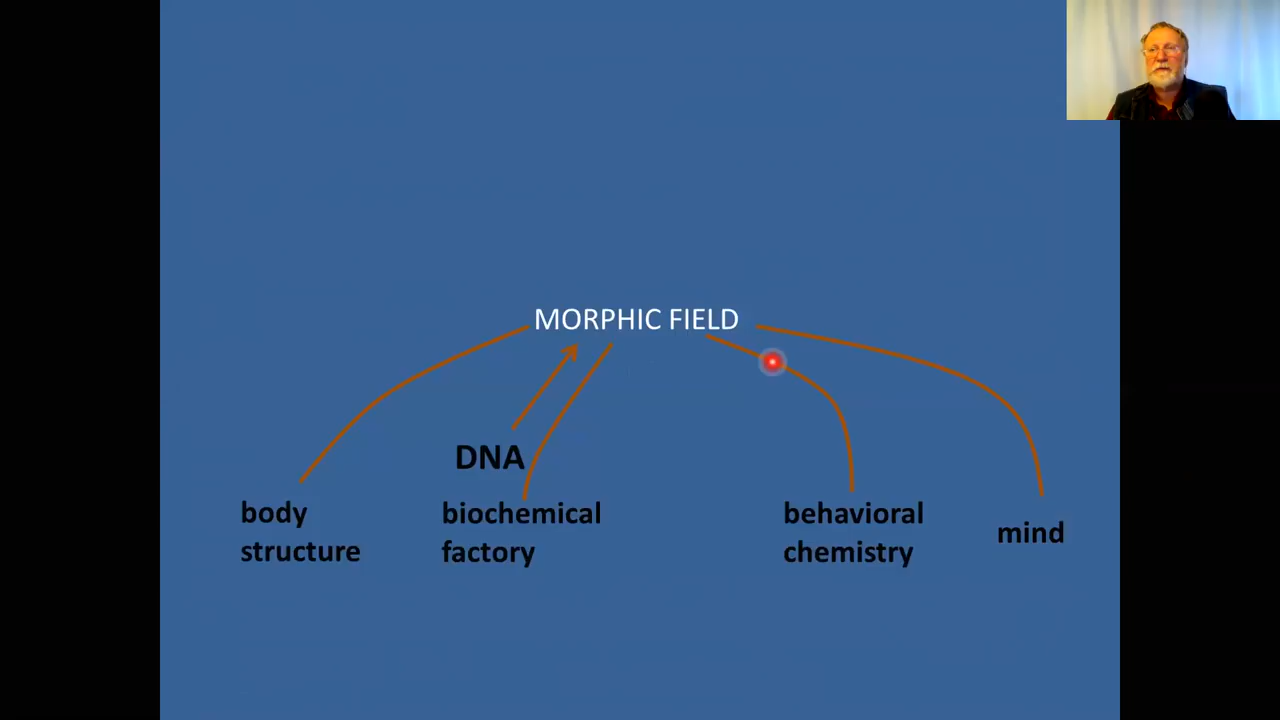 MORPHIC FIELD
DNA
body
structure
biochemical
factory
behavioral
chemistry
mind